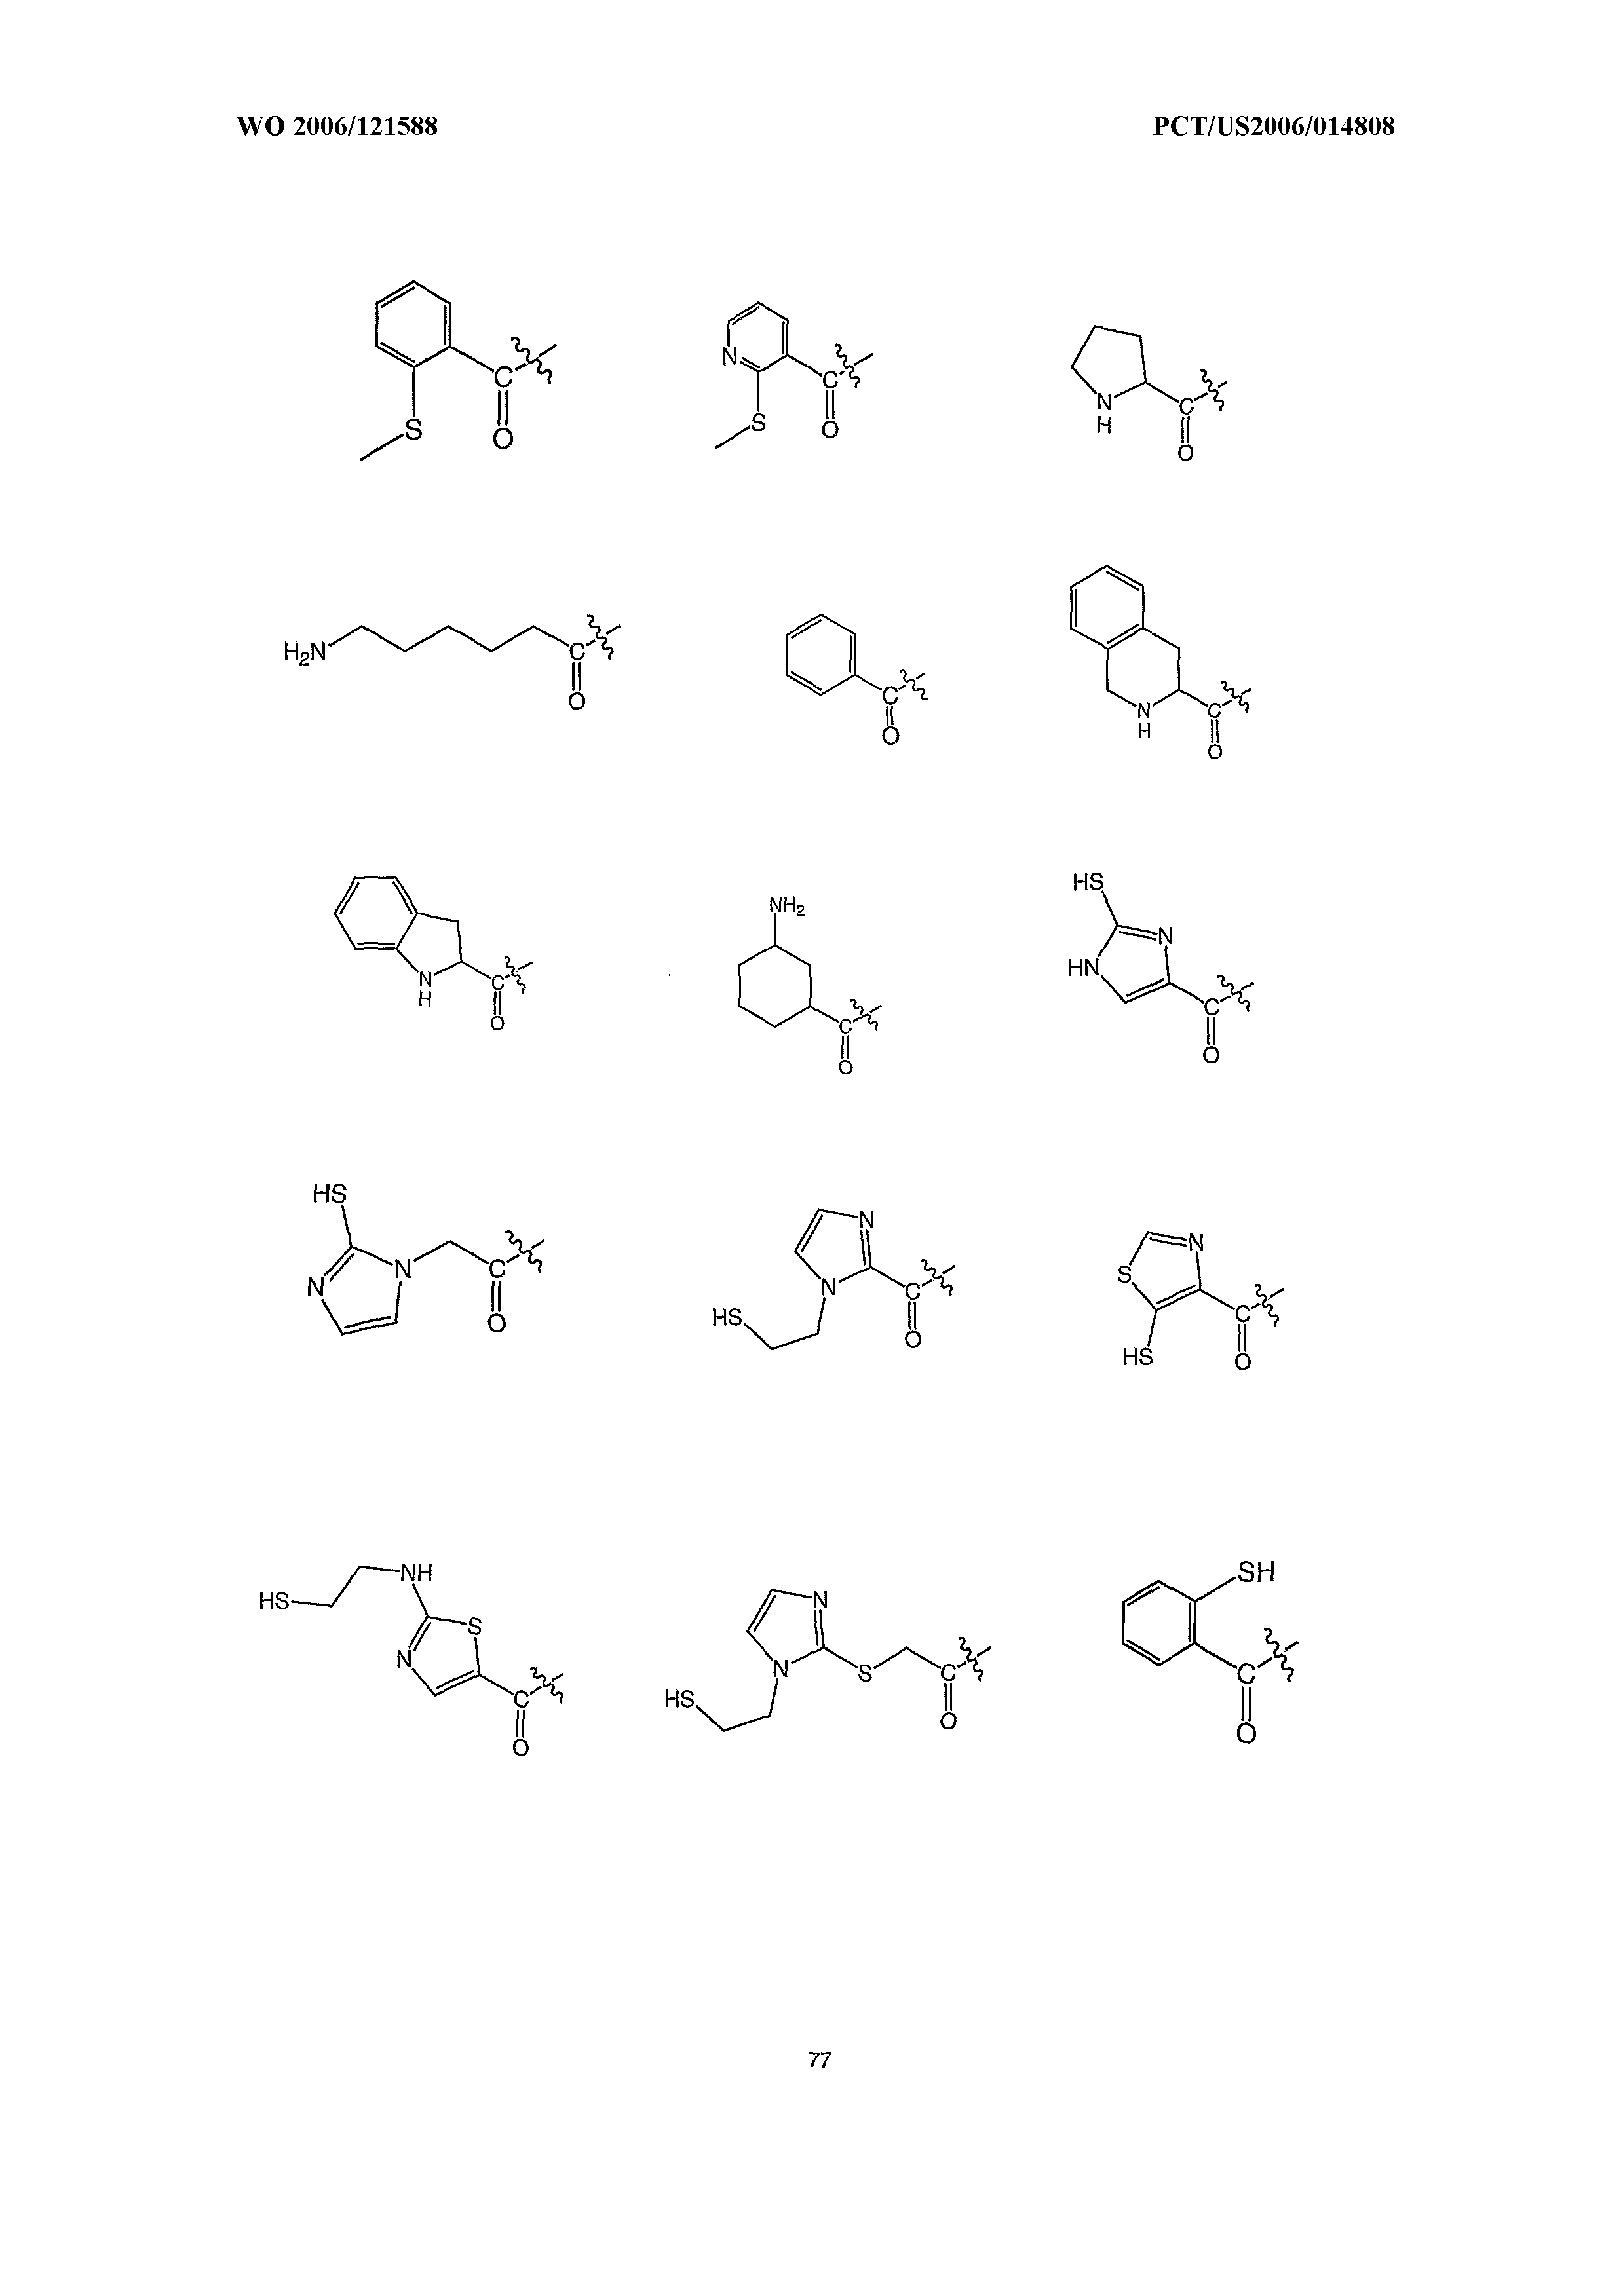 WO 2006/121588 PCT/US2006/014808
S C O
N S C O
N H C O
H2N C O
C O
N H C O
N H C O
NH2 C O
HS N HN C O
HS N N C O
N N HS C O
N S HS C O
HS NH S N C O
N N S HS C O
SH C O
77